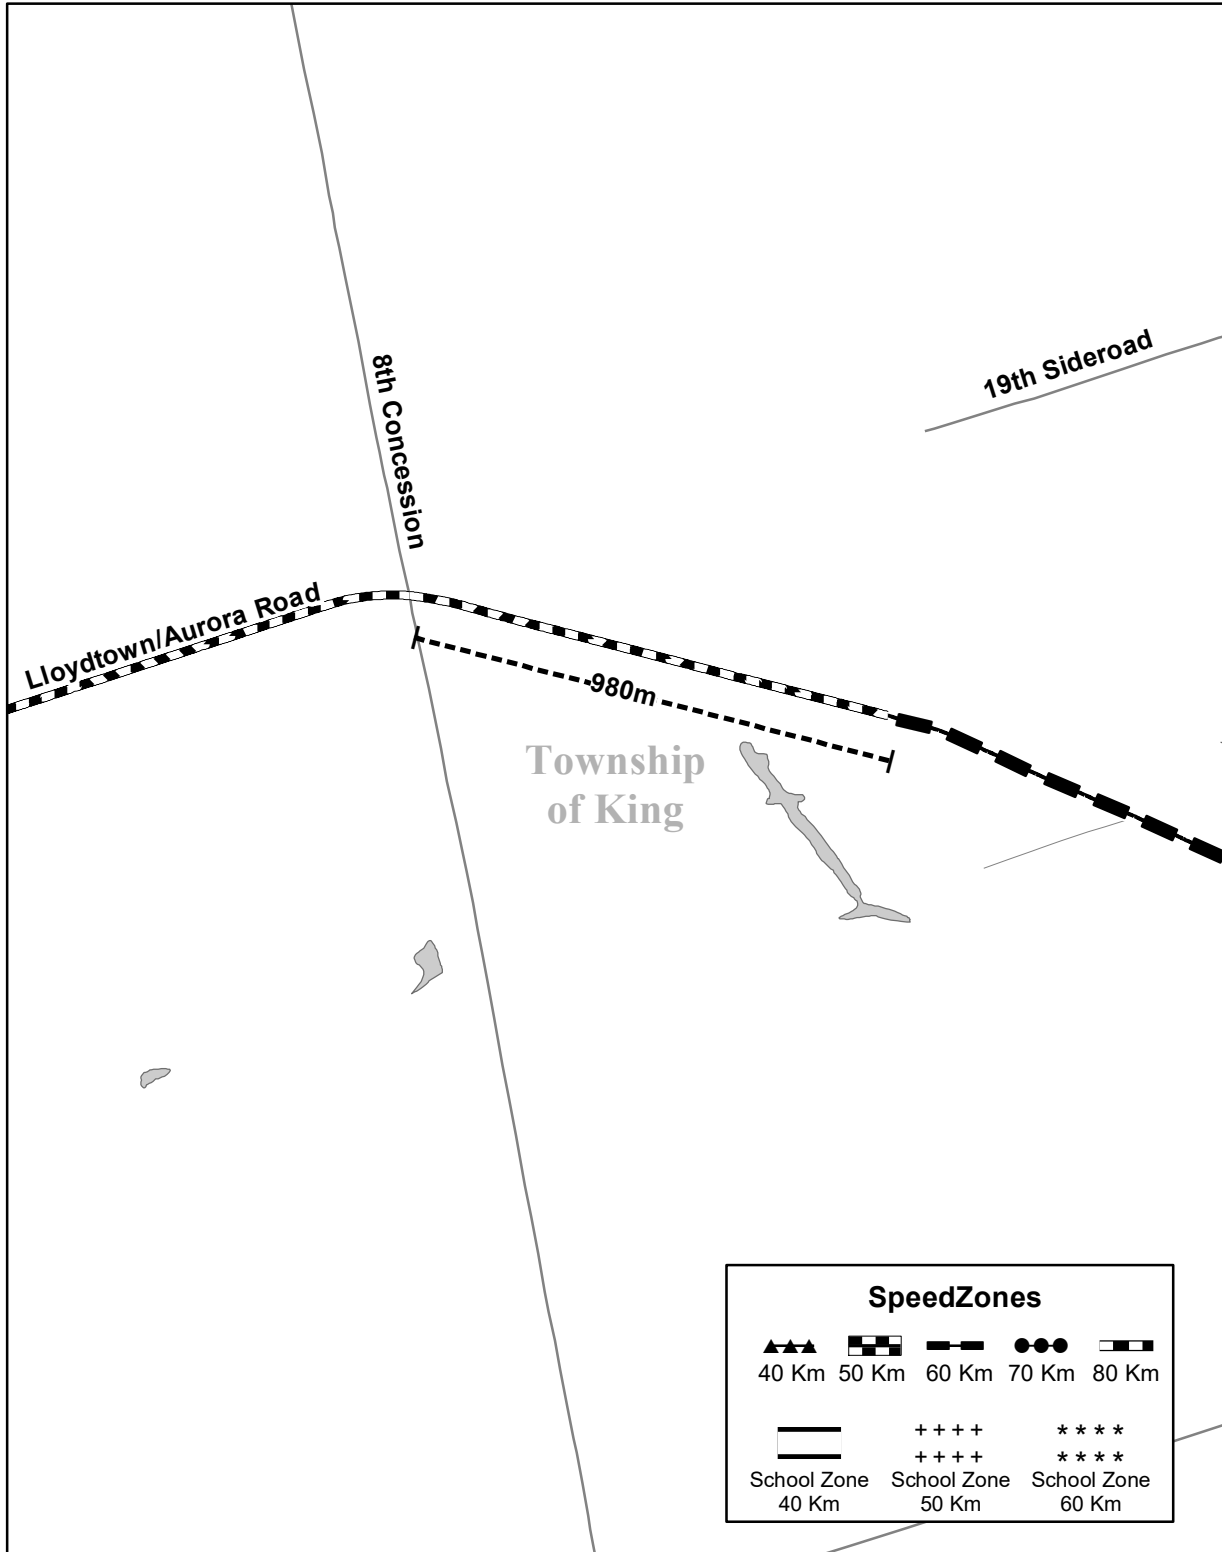 8th Concession
19th Sideroad
Lloydtown/Aurora Road
980m
Township
of King
SpeedZones
40 Km 50 Km 60 Km 70 Km 80 Km
School Zone School Zone School Zone
40 Km 50 Km 60 Km